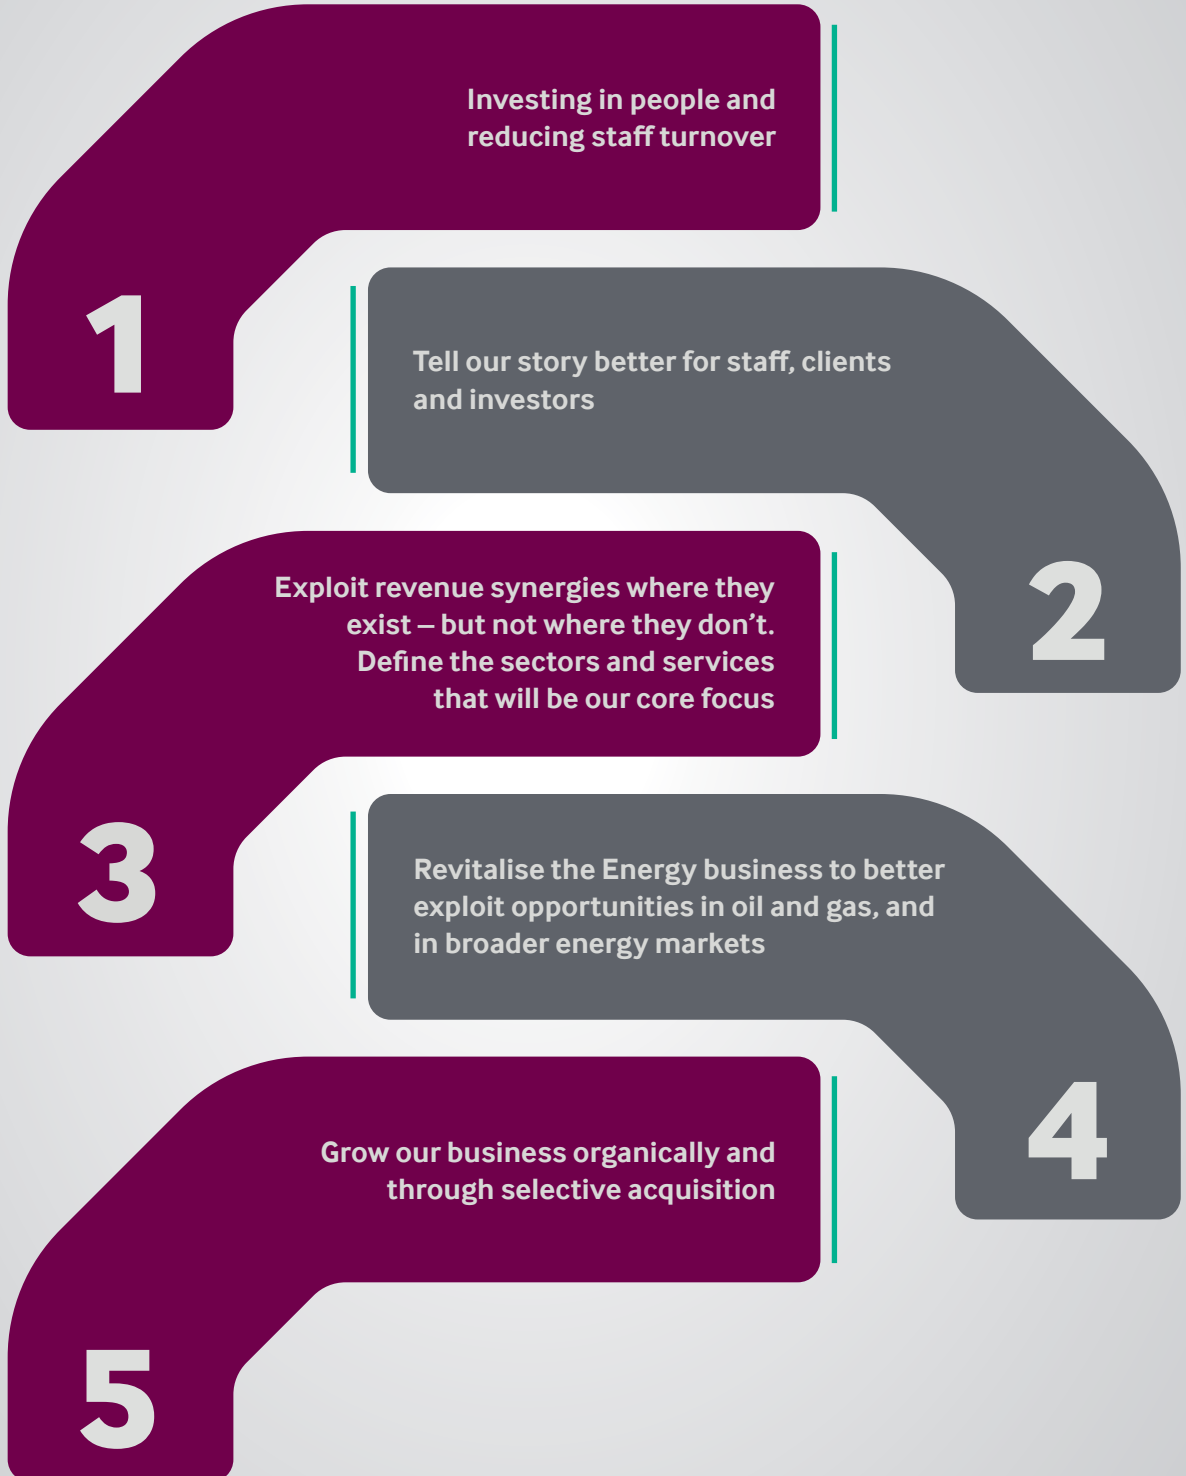 Investing in people and
reducing staff turnover
1
Tell our story better for staff, clients
and investors
2
Exploit revenue synergies where they
exist – but not where they don’t.
Define the sectors and services
that will be our core focus
3
Revitalise the Energy business to better
exploit opportunities in oil and gas, and
in broader energy markets
4
Grow our business organically and
through selective acquisition
5